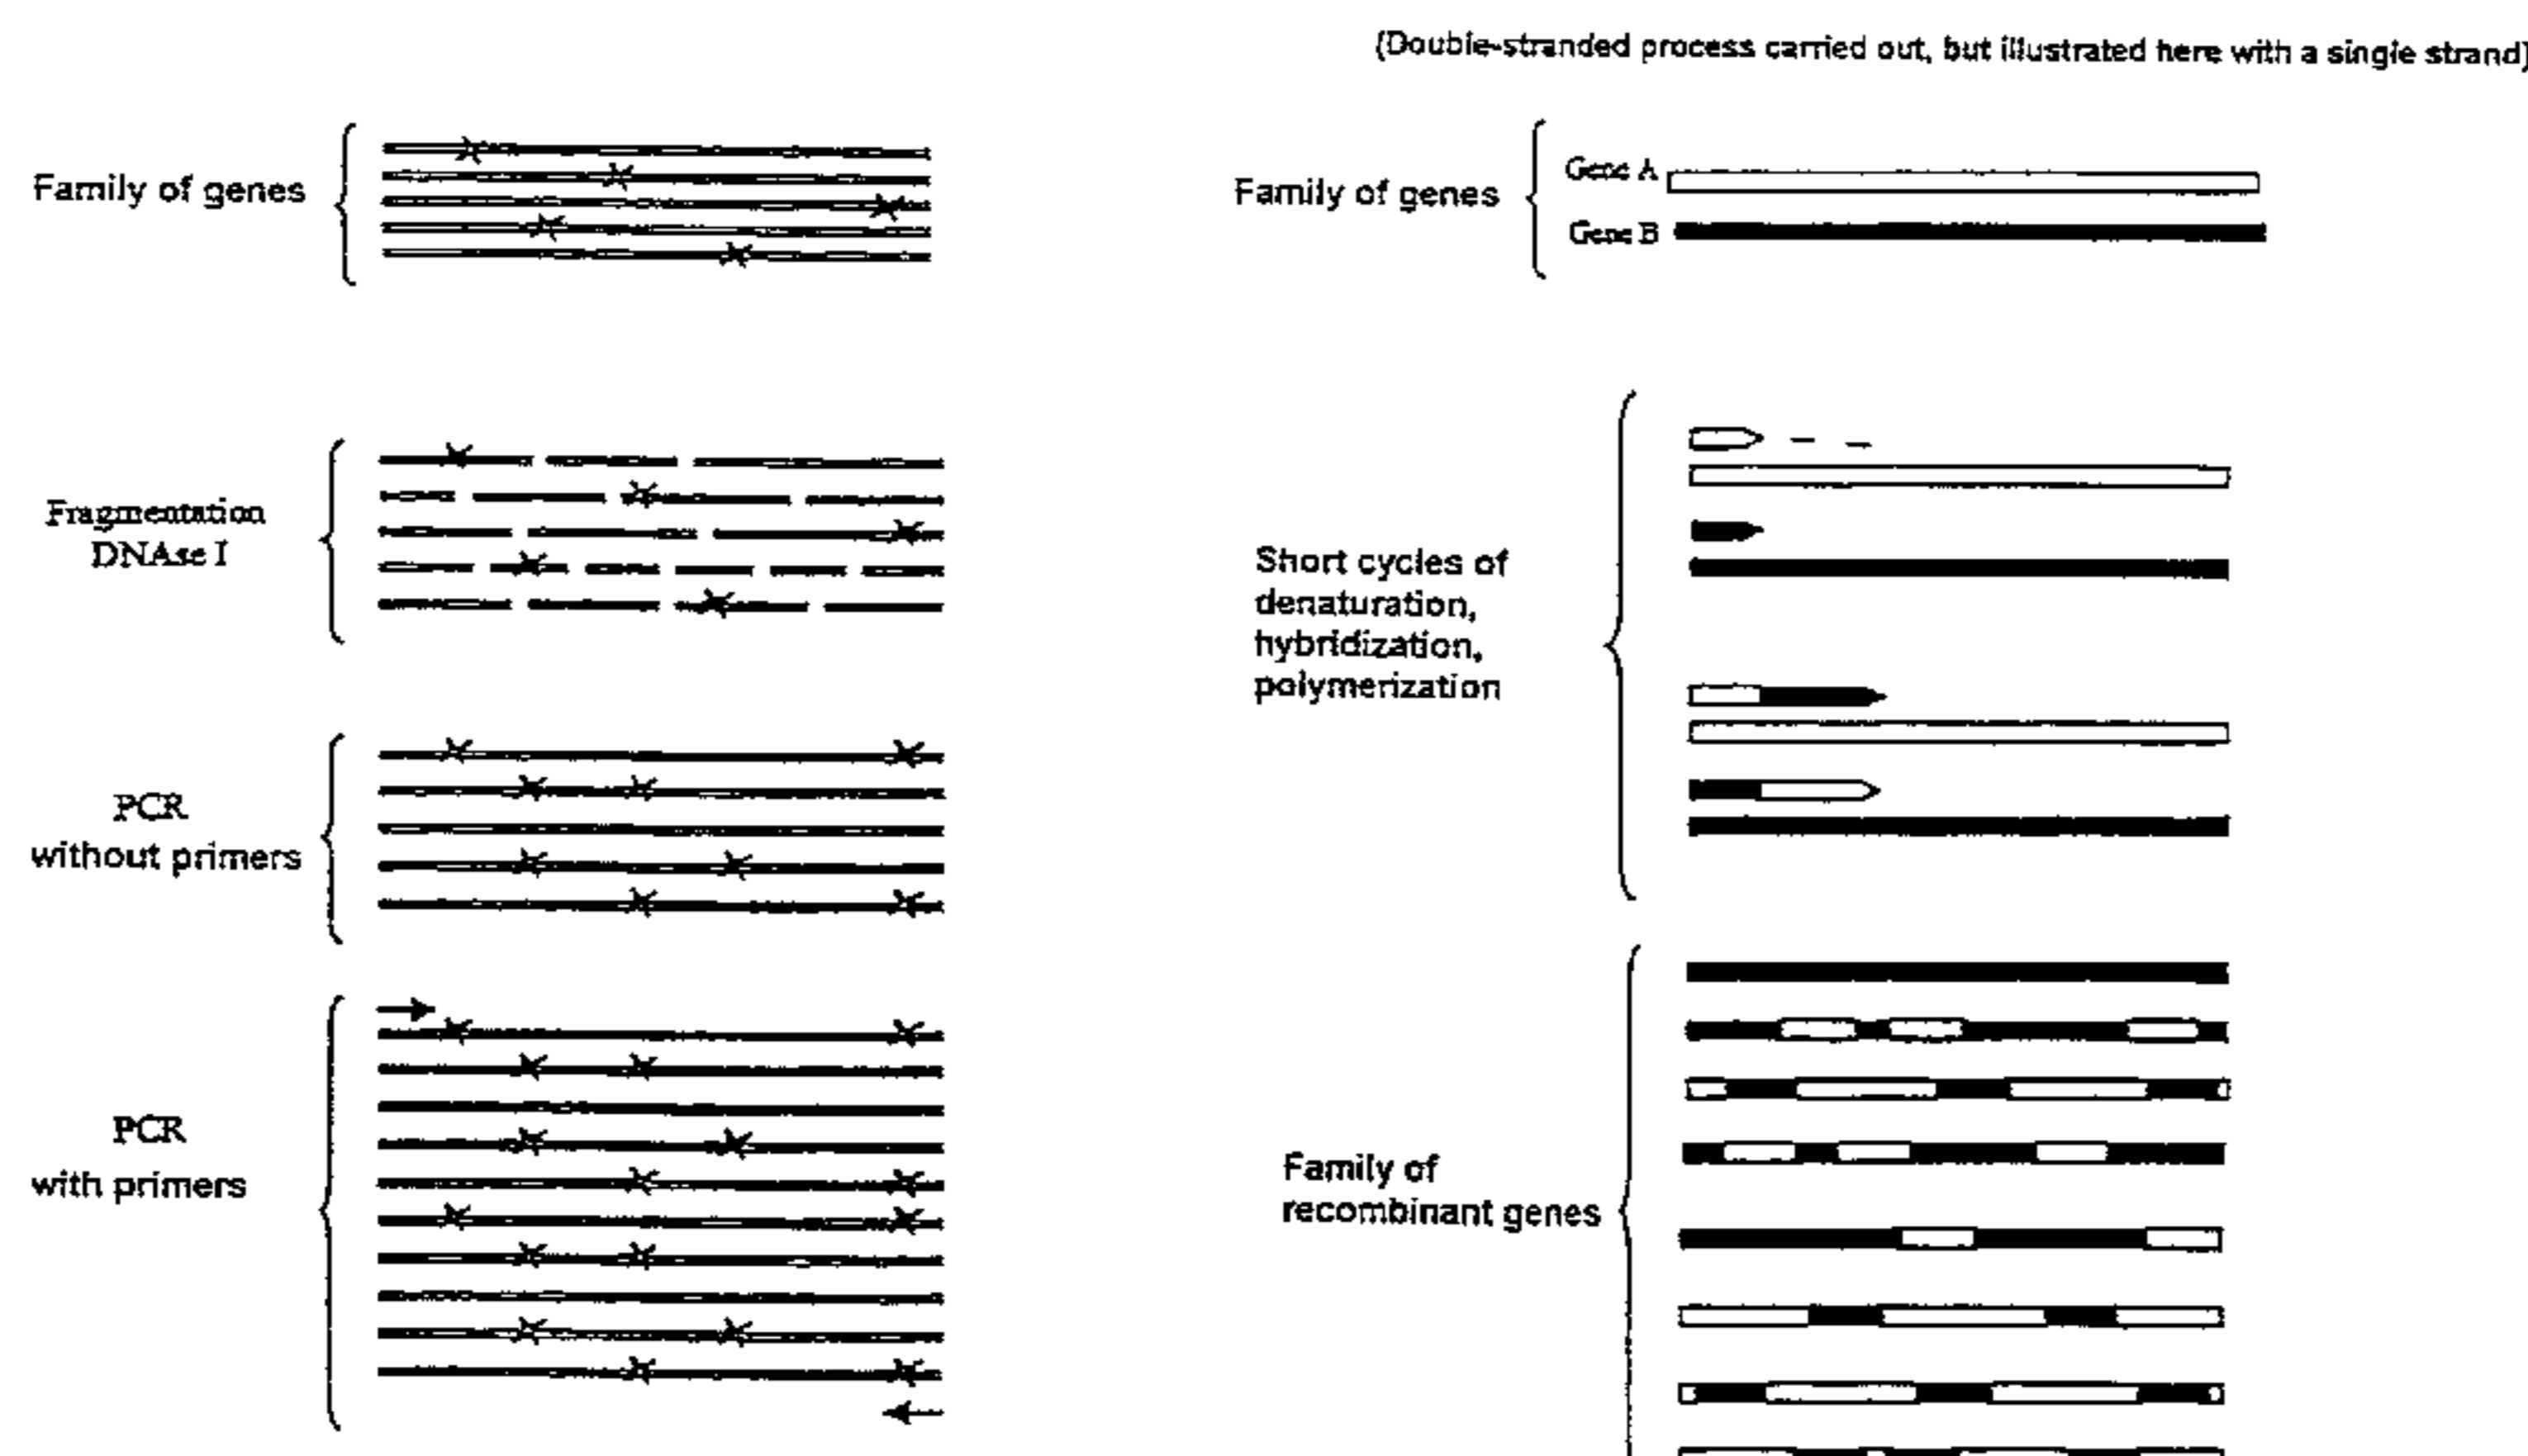 (Double-stranded process carried out, but illustrated here with a single strand)
Family of genes
Fragmentation
DNAse I
PCR
without primers
PCR
with primers
Family of genes
Gene A
Gene B
Short cycles of
denaturation,
hybridization,
polymerization
Family of
recombinant genes